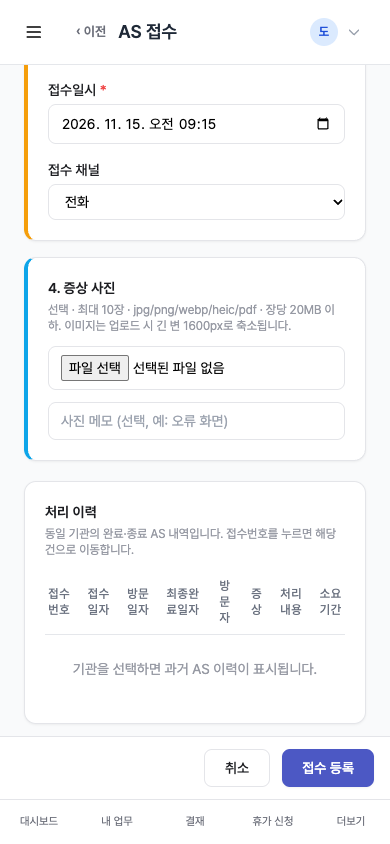 ‹ 이전 AS 접수 도
접수일시 *
2026. 11. 15. 오전 09:15
접수 채널
전화
4. 증상 사진
선택 · 최대 10장 · jpg/png/webp/heic/pdf · 장당 20MB 이
하. 이미지는 업로드 시 긴 변 1600px로 축소됩니다.
파일 선택 선택된 파일 없음
사진 메모 (선택, 예: 오류 화면)
처리 이력
동일 기관의 완료·종료 AS 내역입니다. 접수번호를 누르면 해당
건으로 이동합니다.
접수번호 접수일자 방문일자 최종완료일자 방문자 증상 처리내용 소요기간
기관을 선택하면 과거 AS 이력이 표시됩니다.
취소 접수 등록
대시보드 내 업무 결재 휴가 신청 더보기